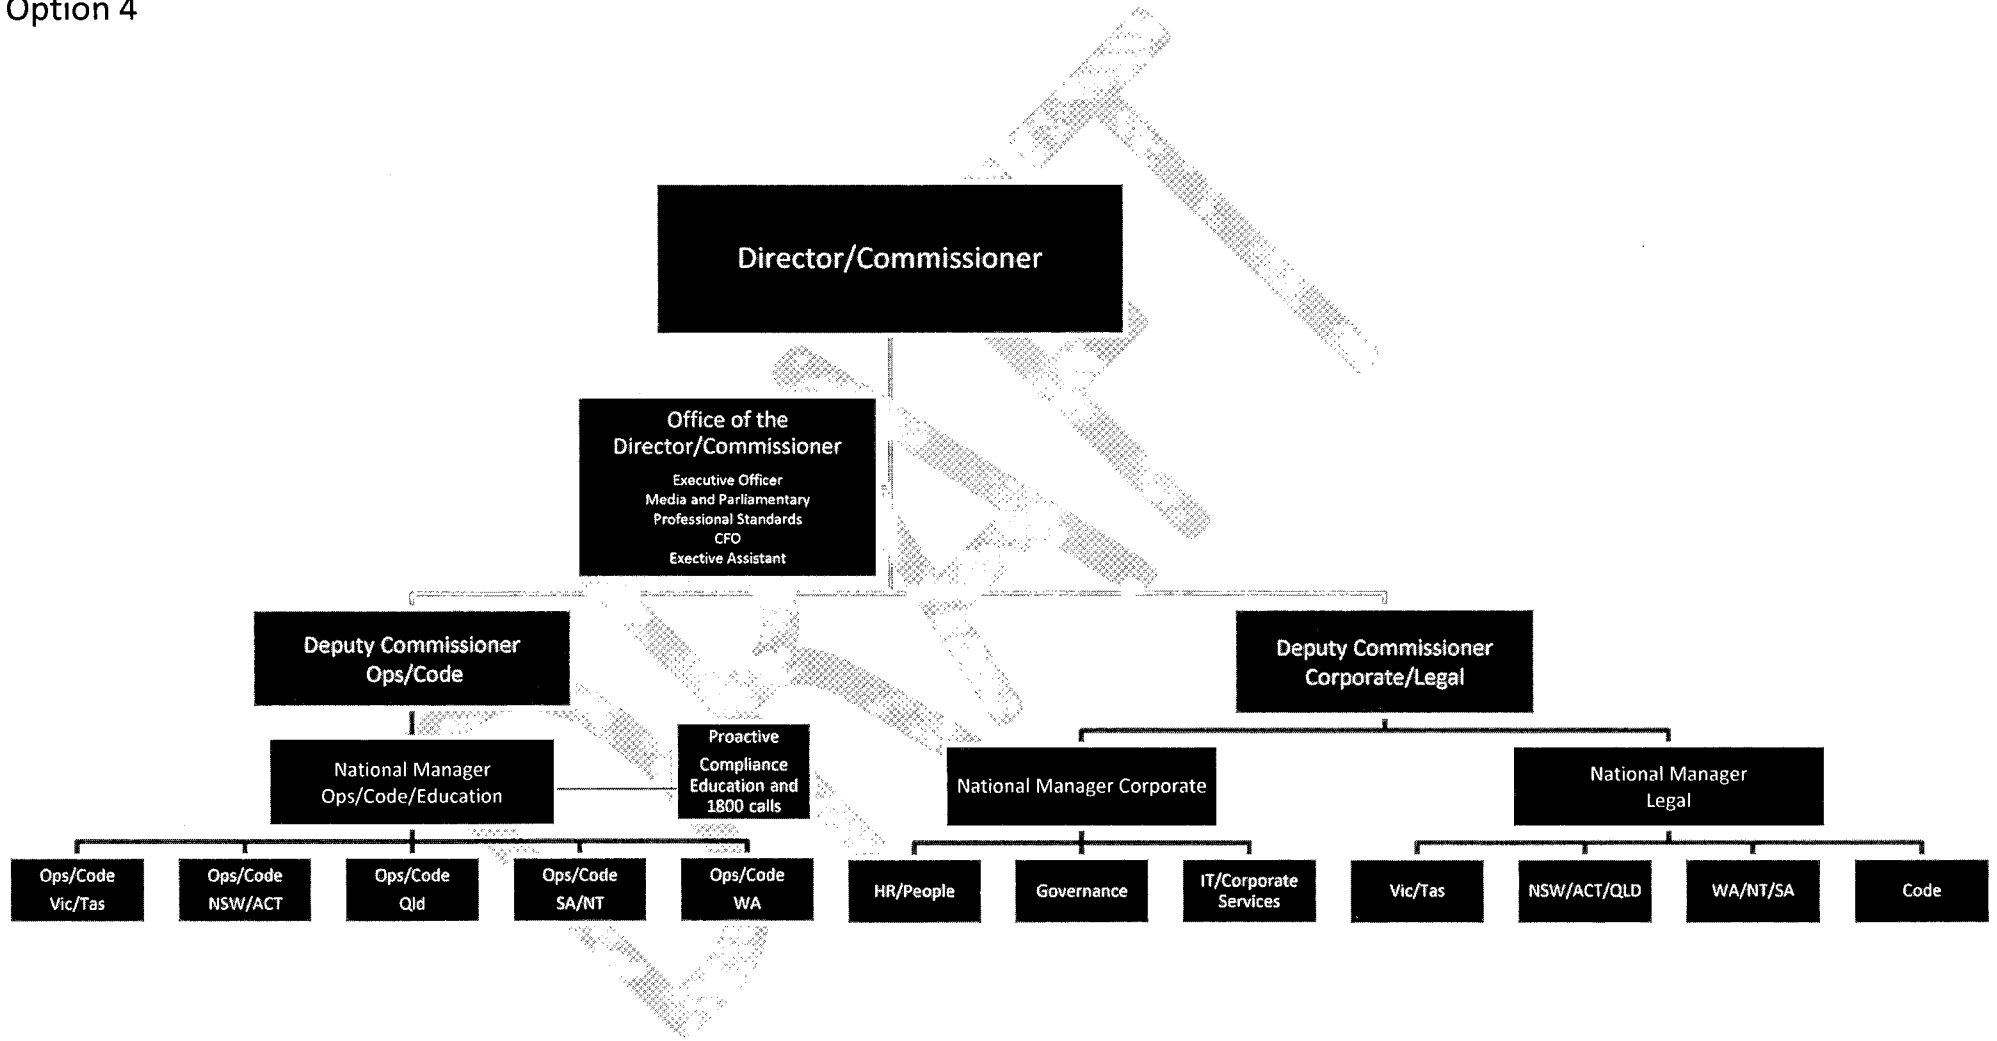 Option 4
Director/Commissioner
Office of the
Director/Commissioner
Executive Officer
Media and Parliamentary
Professional Standards
CFO
Exective Assistant
Deputy Commissioner
Ops/Code
Deputy Commissioner
Corporate/Legal
National Manager
Ops/Code/Education
Proactive
Compliance
Education and
1800 calls
National Manager Corporate
National Manager
Legal
Ops/Code
Vic/Tas
Ops/Code
NSW/ACT
Ops/Code
Qld
Ops/Code
SA/NT
Ops/Code
WA
HR/People
Governance
IT/Corporate
Services
Vic/Tas
NSW/ACT/QLD
WA/NT/SA
Code
DRAFT